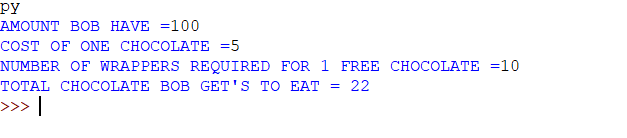 py
AMOUNT BOB HAVE =100
COST OF ONE CHOCOLATE =5
NUMBER OF WRAPPERS REQUIRED FOR 1 FREE CHOCOLATE =10
TOTAL CHOCOLATE BOB GET'S TO EAT = 22
>>>